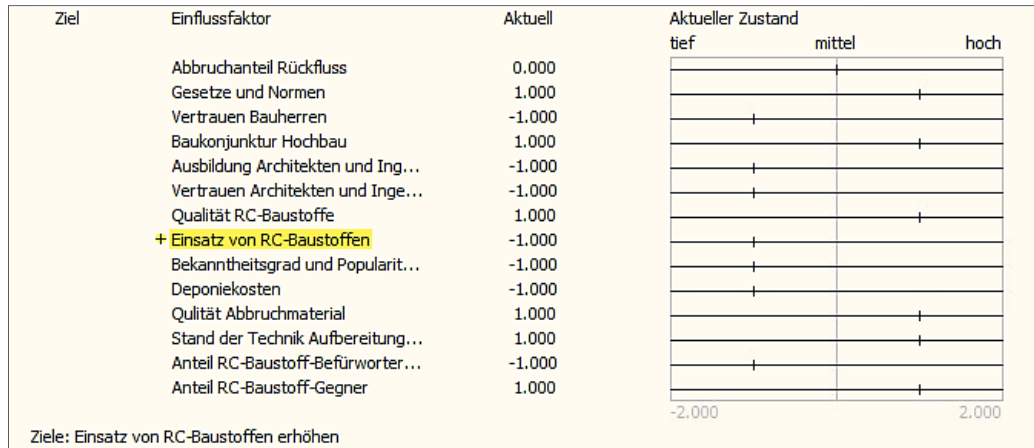 Ziel Einflussfaktor Aktuell Aktueller Zustand
tief mittel hoch
Abbruchanteil Rückfluss 0.000
Gesetze und Normen 1.000
Vertrauen Bauherren -1.000
Baukonjunktur Hochbau 1.000
Ausbildung Architekten und Ing... -1.000
Vertrauen Architekten und Inge... -1.000
Qualität RC-Baustoffe 1.000
+ Einsatz von RC-Baustoffen -1.000
Bekanntheitsgrad und Popularit... -1.000
Deponiekosten -1.000
Qulität Abbruchmaterial 1.000
Stand der Technik Aufbereitung... 1.000
Anteil RC-Baustoff-Befürworter... -1.000
Anteil RC-Baustoff-Gegner 1.000
-2.000 2.000
Ziele: Einsatz von RC-Baustoffen erhöhen